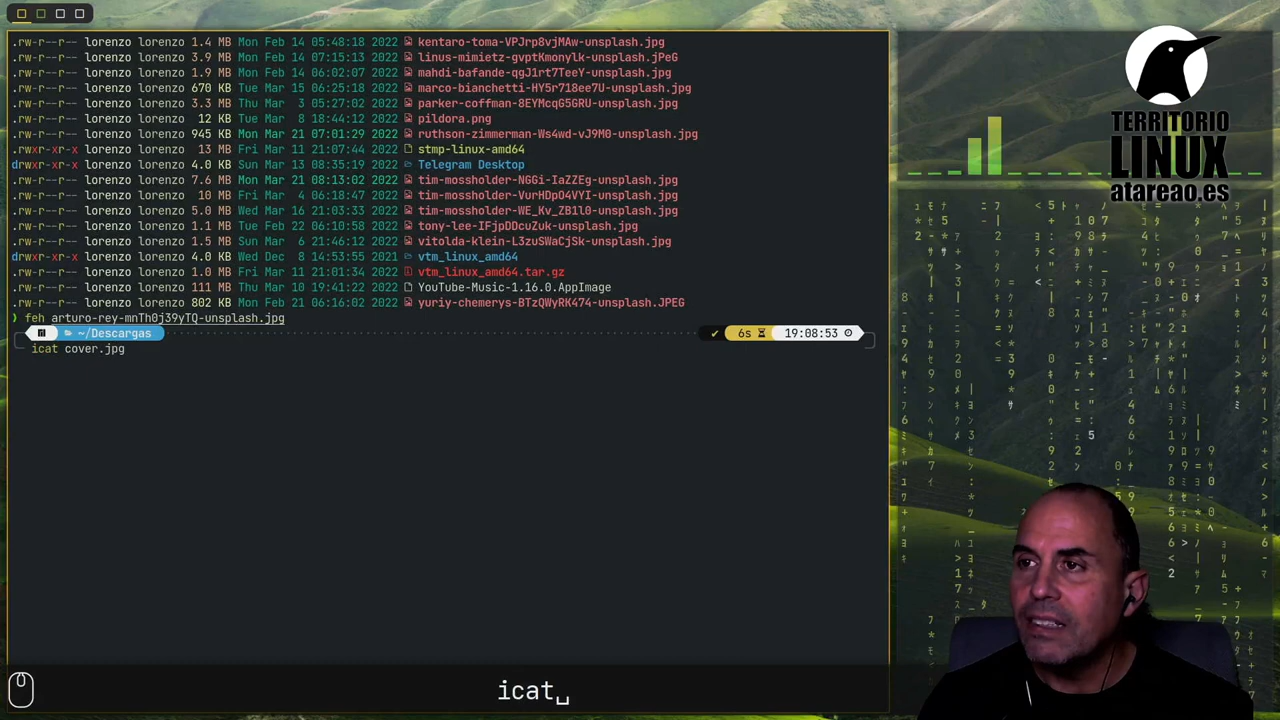 .rw-r--r-- lorenzo lorenzo 1.4 MB Mon Feb 14 05:48:18 2022 kentaro-toma-VPJrp8vjMAw-unsplash.jpg
.rw-r--r-- lorenzo lorenzo 3.9 MB Mon Feb 14 07:15:13 2022 linus-mimietz-gvptKmonylk-unsplash.jPeG
.rw-r--r-- lorenzo lorenzo 1.9 MB Mon Feb 14 06:02:07 2022 mahdi-bafande-qgJ1rt7TeeY-unsplash.jpg
.rw-r--r-- lorenzo lorenzo 670 KB Tue Mar 15 06:25:18 2022 marco-bianchetti-HY5r718ee7U-unsplash.jpg
.rw-r--r-- lorenzo lorenzo 3.3 MB Thu Mar 3 05:27:02 2022 parker-coffman-8EYMcqG5GRU-unsplash.jpg
.rw-r--r-- lorenzo lorenzo 12 KB Tue Mar 8 18:44:12 2022 pildora.png
.rw-r--r-- lorenzo lorenzo 945 KB Mon Mar 21 07:01:29 2022 ruthson-zimmerman-Ws4wd-vJ9M0-unsplash.jpg
.rwxr-xr-x lorenzo lorenzo 13 MB Fri Mar 11 21:07:44 2022 stmp-linux-amd64
drwxr-xr-x lorenzo lorenzo 4.0 KB Sun Mar 13 08:35:19 2022 Telegram Desktop
.rw-r--r-- lorenzo lorenzo 7.6 MB Mon Mar 21 08:13:02 2022 tim-mossholder-NGGi-IaZZEg-unsplash.jpg
.rw-r--r-- lorenzo lorenzo 10 MB Fri Mar 4 06:18:47 2022 tim-mossholder-VurHDpO4VYI-unsplash.jpg
.rw-r--r-- lorenzo lorenzo 5.0 MB Wed Mar 16 21:03:33 2022 tim-mossholder-WE_Kv_ZB1l0-unsplash.jpg
.rw-r--r-- lorenzo lorenzo 1.1 MB Tue Feb 22 06:10:58 2022 tony-lee-IFjpDDcuZuk-unsplash.jpg
.rw-r--r-- lorenzo lorenzo 1.5 MB Sun Mar 6 21:46:12 2022 vitolda-klein-L3zuSWaCjSk-unsplash.jpg
drwxr-xr-x lorenzo lorenzo 4.0 KB Wed Dec 8 14:53:55 2021 vtm_linux_amd64
.rw-r--r-- lorenzo lorenzo 1.0 MB Fri Mar 11 21:01:34 2022 vtm_linux_amd64.tar.gz
.rwxr-xr-x lorenzo lorenzo 111 MB Thu Mar 10 19:41:22 2022 YouTube-Music-1.16.0.AppImage
.rw-r--r-- lorenzo lorenzo 802 KB Mon Feb 21 06:16:02 2022 yuriy-chemerys-BTzQWyRK474-unsplash.JPEG
❯ feh arturo-rey-mnTh0j39yTQ-unsplash.jpg
~/Descargas ✔ 6s 19:08:53
icat cover.jpg
icat␣
TERRITORIO
LINUX
atareao.es